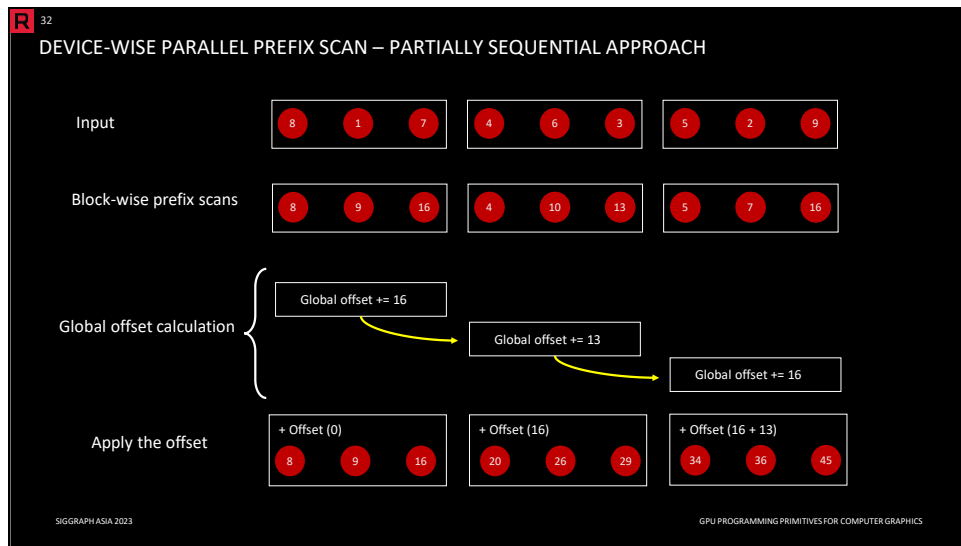 R 32
DEVICE-WISE PARALLEL PREFIX SCAN – PARTIALLY SEQUENTIAL APPROACH
Input 8 1 7 4 6 3 5 2 9
Block-wise prefix scans 8 9 16 4 10 13 5 7 16
Global offset calculation
Global offset += 16
Global offset += 13
Global offset += 16
Apply the offset
+ Offset (0) + Offset (16) + Offset (16 + 13)
8 9 16 20 26 29 34 36 45
SIGGRAPH ASIA 2023 GPU PROGRAMMING PRIMITIVES FOR COMPUTER GRAPHICS